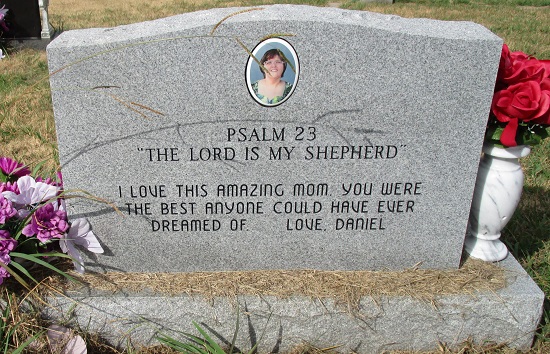 PSALM 23
"THE LORD IS MY SHEPHERD"
I LOVE THIS AMAZING MOM. YOU WERE
THE BEST ANYONE COULD HAVE EVER
DREAMED OF. LOVE, DANIEL